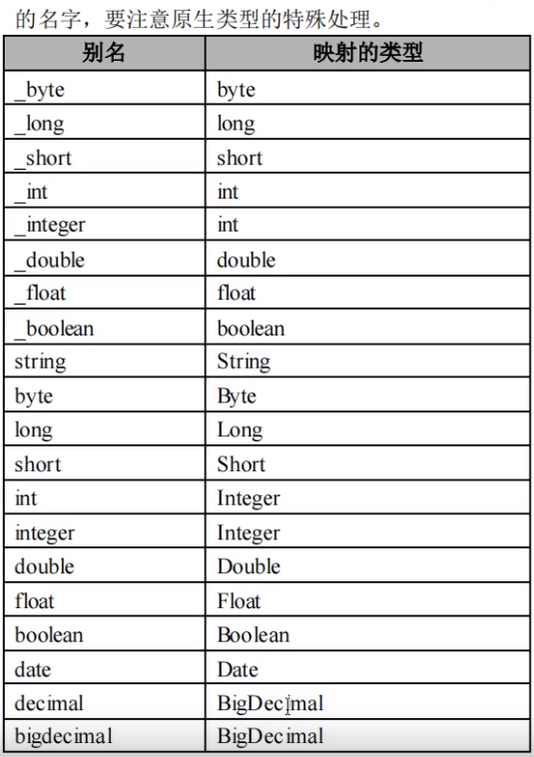 的名字，要注意原生类型的特殊处理。
别名 映射的类型
_byte byte
_long long
_short short
_int int
_integer int
_double double
_float float
_boolean boolean
string String
byte Byte
long Long
short Short
int Integer
integer Integer
double Double
float Float
boolean Boolean
date Date
decimal BigDecimal
bigdecimal BigDecimal